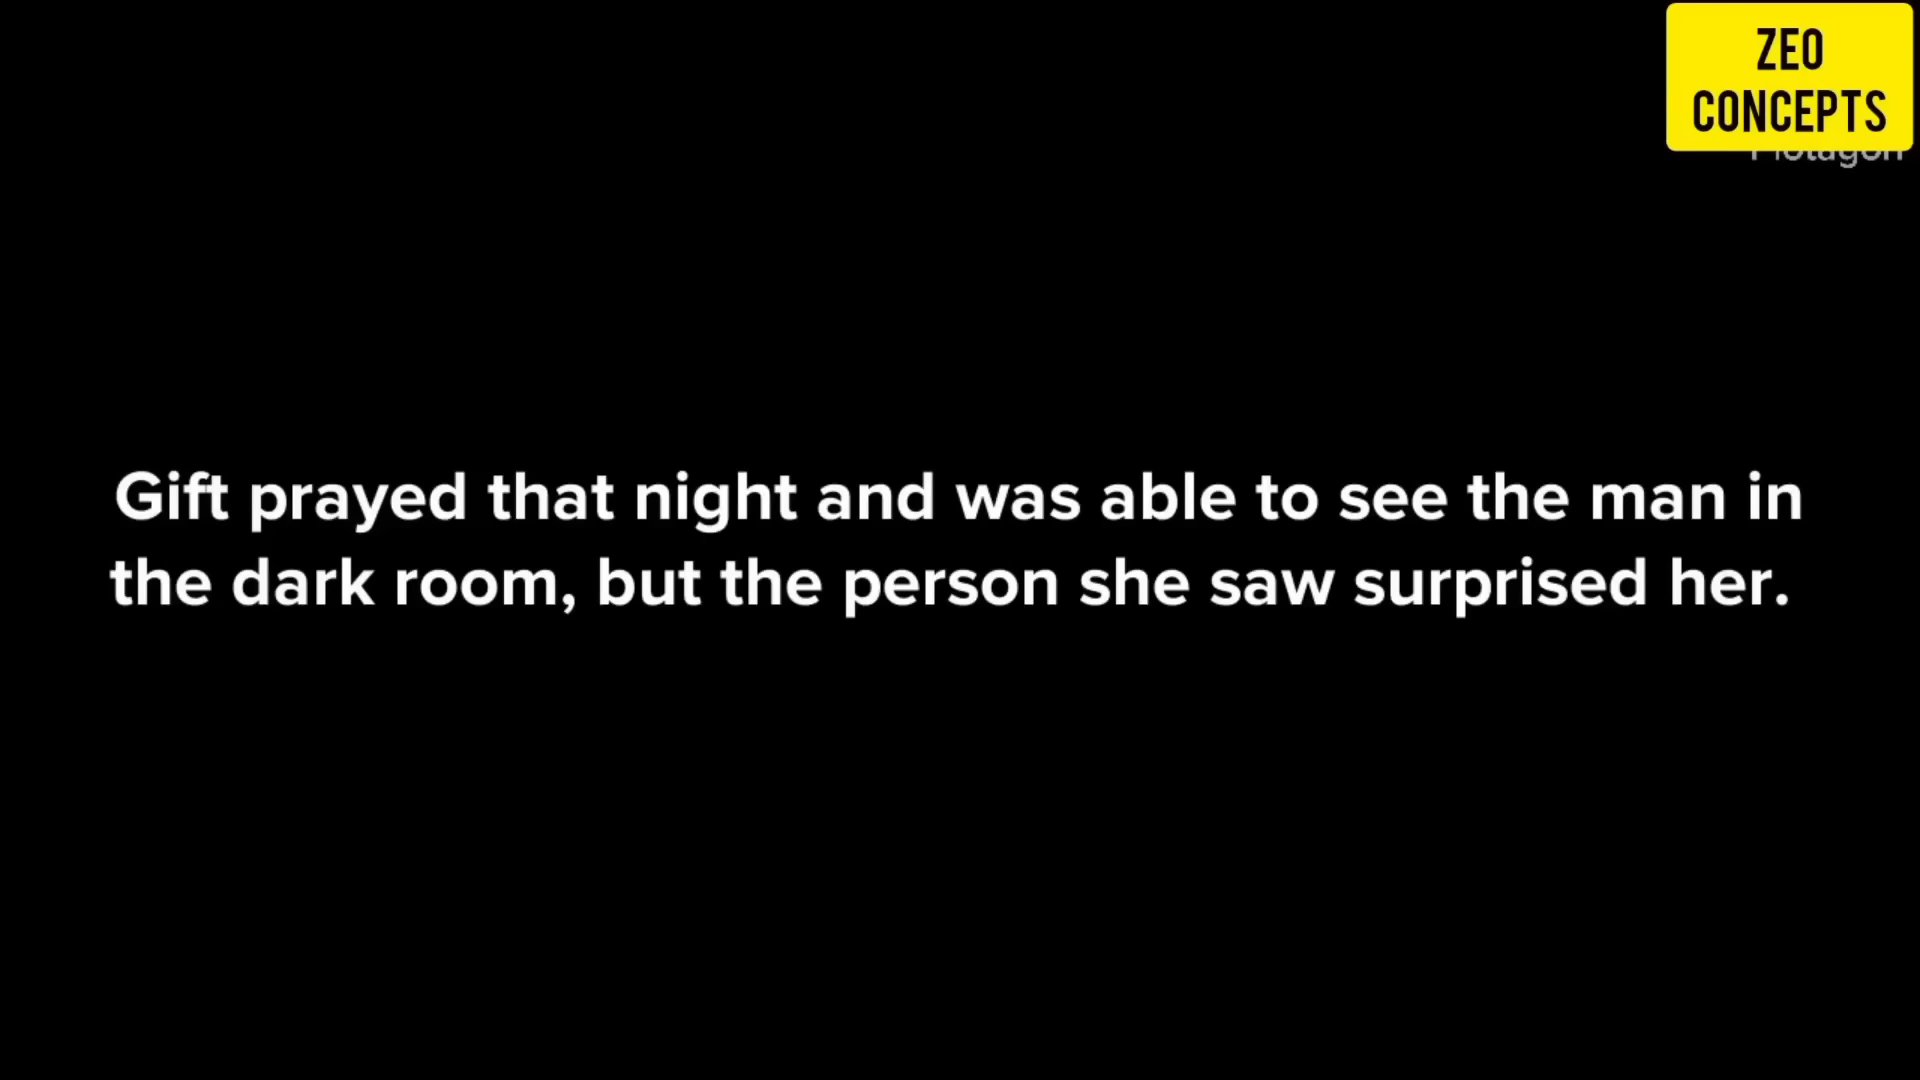 ZEO
CONCEPTS
Gift prayed that night and was able to see the man in
the dark room, but the person she saw surprised her.